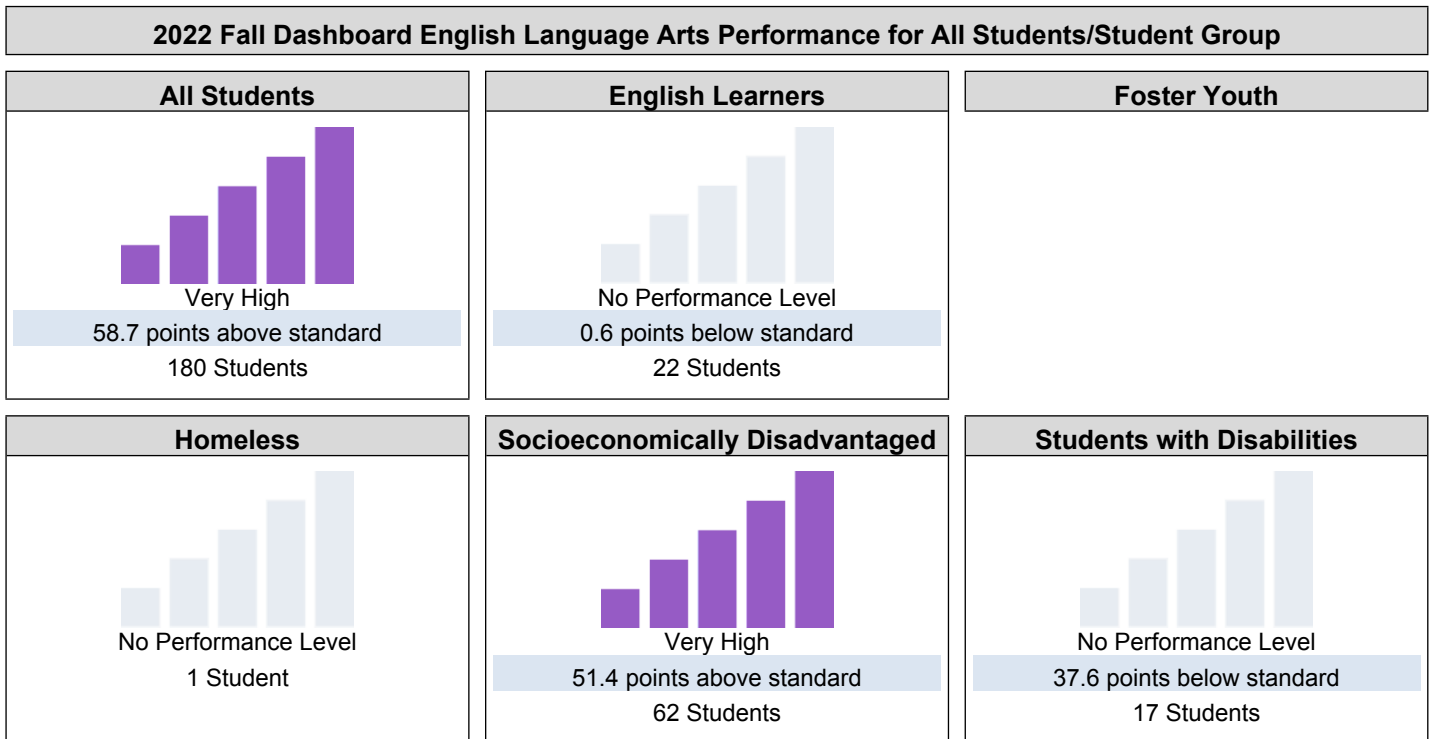 2022 Fall Dashboard English Language Arts Performance for All Students/Student Group
All Students
Very High
58.7 points above standard
180 Students
English Learners
No Performance Level
0.6 points below standard
22 Students
Foster Youth
Homeless
No Performance Level
1 Student
Socioeconomically Disadvantaged
Very High
51.4 points above standard
62 Students
Students with Disabilities
No Performance Level
37.6 points below standard
17 Students